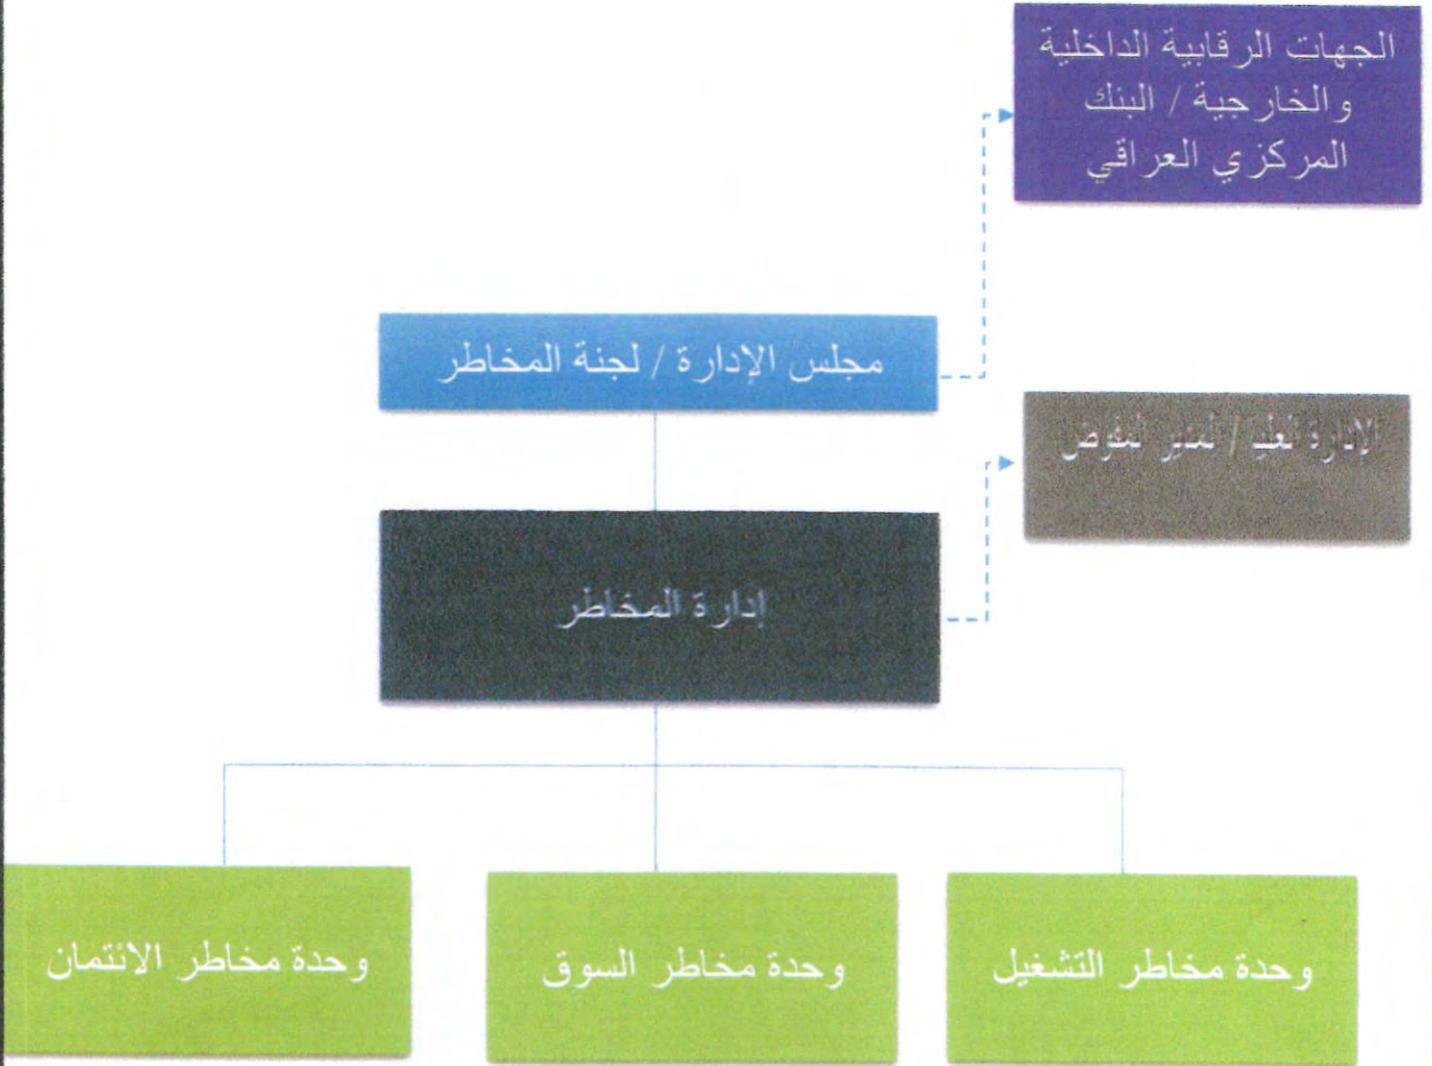 الجهات الرقابية الداخلية
والخارجية / البنك
المركزي العراقي
مجلس الإدارة / لجنة المخاطر
الإدارة العليا / المدير المفوض
إدارة المخاطر
وحدة مخاطر التشغيل
وحدة مخاطر السوق
وحدة مخاطر الائتمان